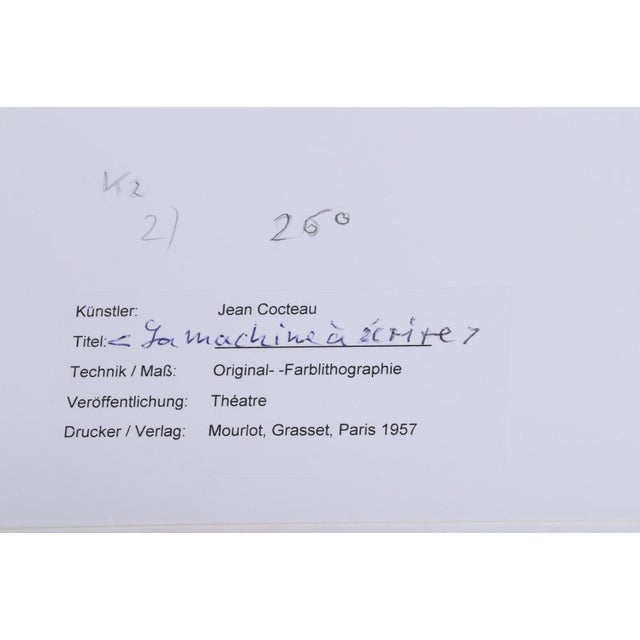 K2
2) 260
Künstler: Jean Cocteau
Titel: < La machine à écrire >
Technik / Maß: Original- -Farblithographie
Veröffentlichung: Théatre
Drucker / Verlag: Mourlot, Grasset, Paris 1957